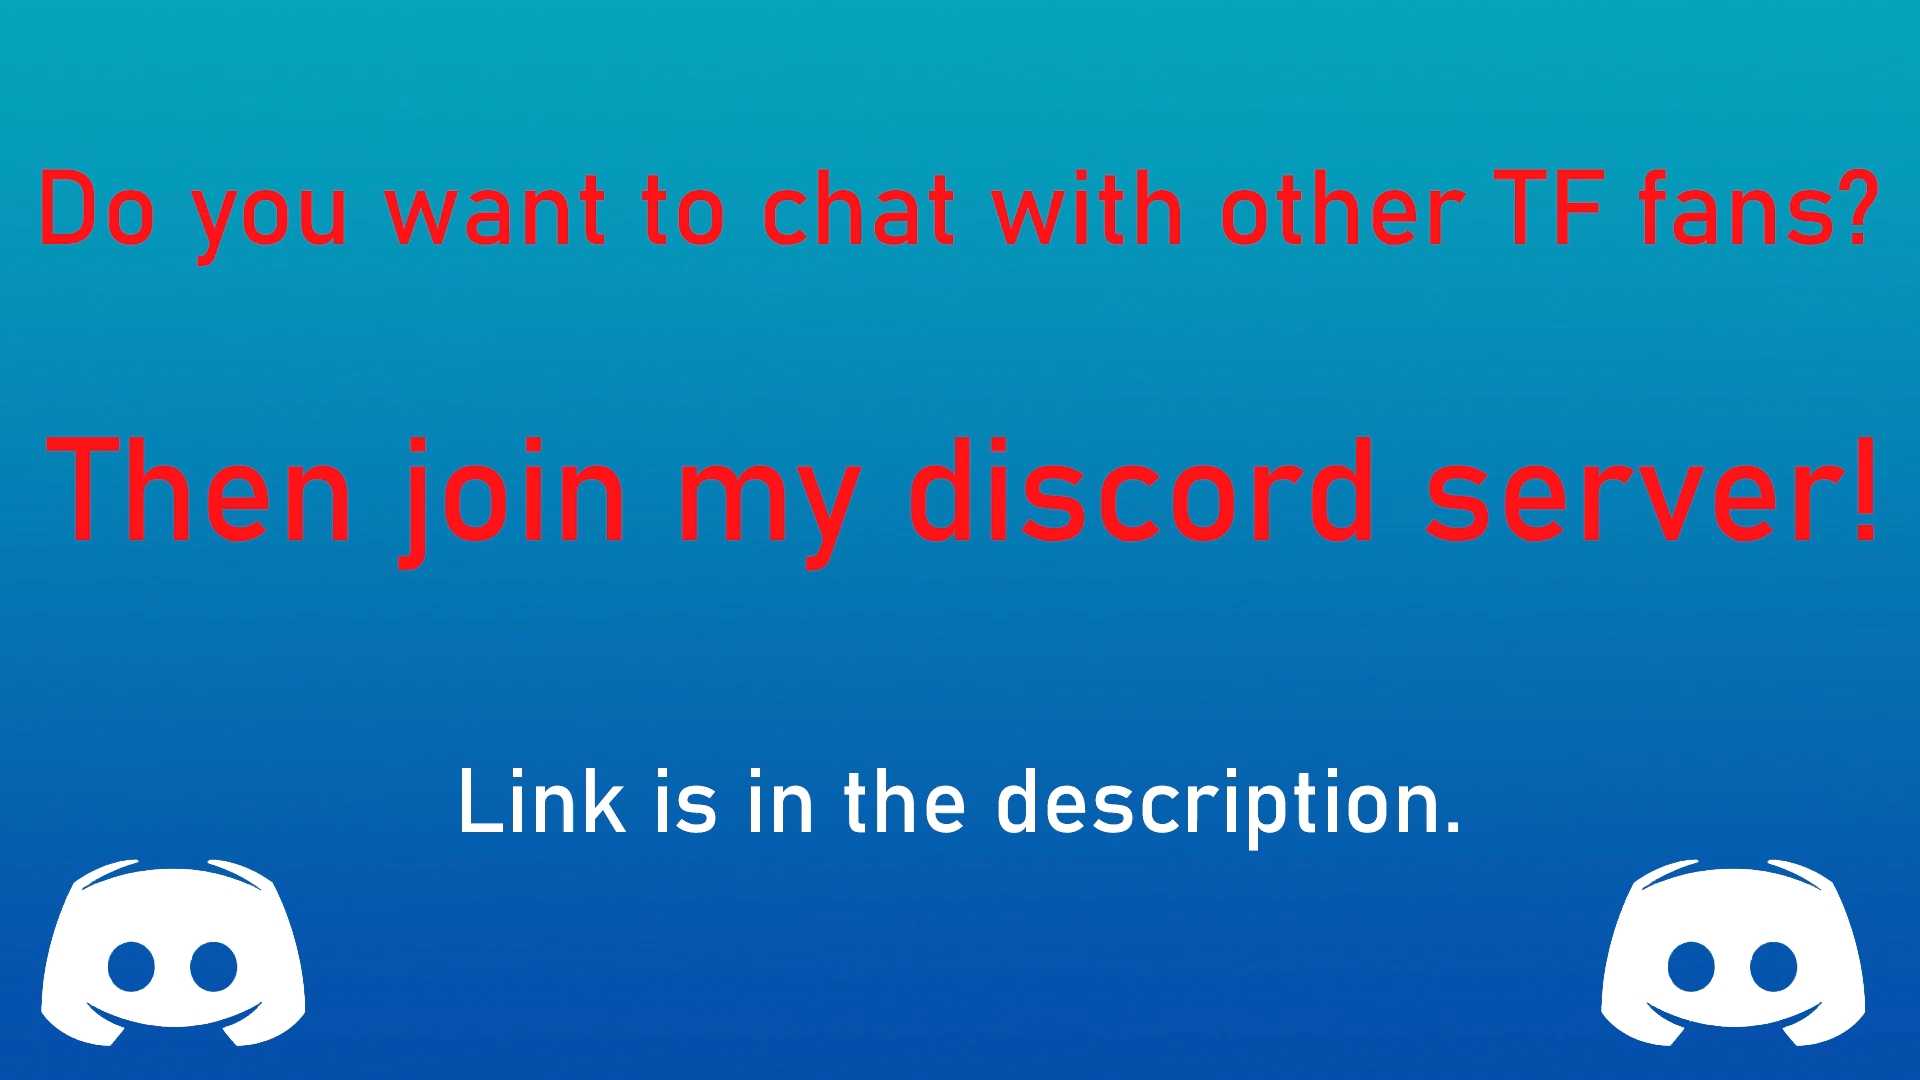 Do you want to chat with other TF fans?
Then join my discord server!
Link is in the description.